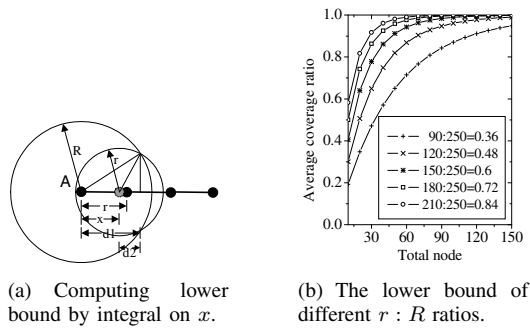 R
r
A
r
x
d1
d2
(a) Computing lower
bound by integral on x.
1.0
0.8
0.6
0.4
0.2
0.0
Average coverage ratio
90:250=0.36
120:250=0.48
150:250=0.6
180:250=0.72
210:250=0.84
30 60 90 120 150
Total node
(b) The lower bound of
different r : R ratios.